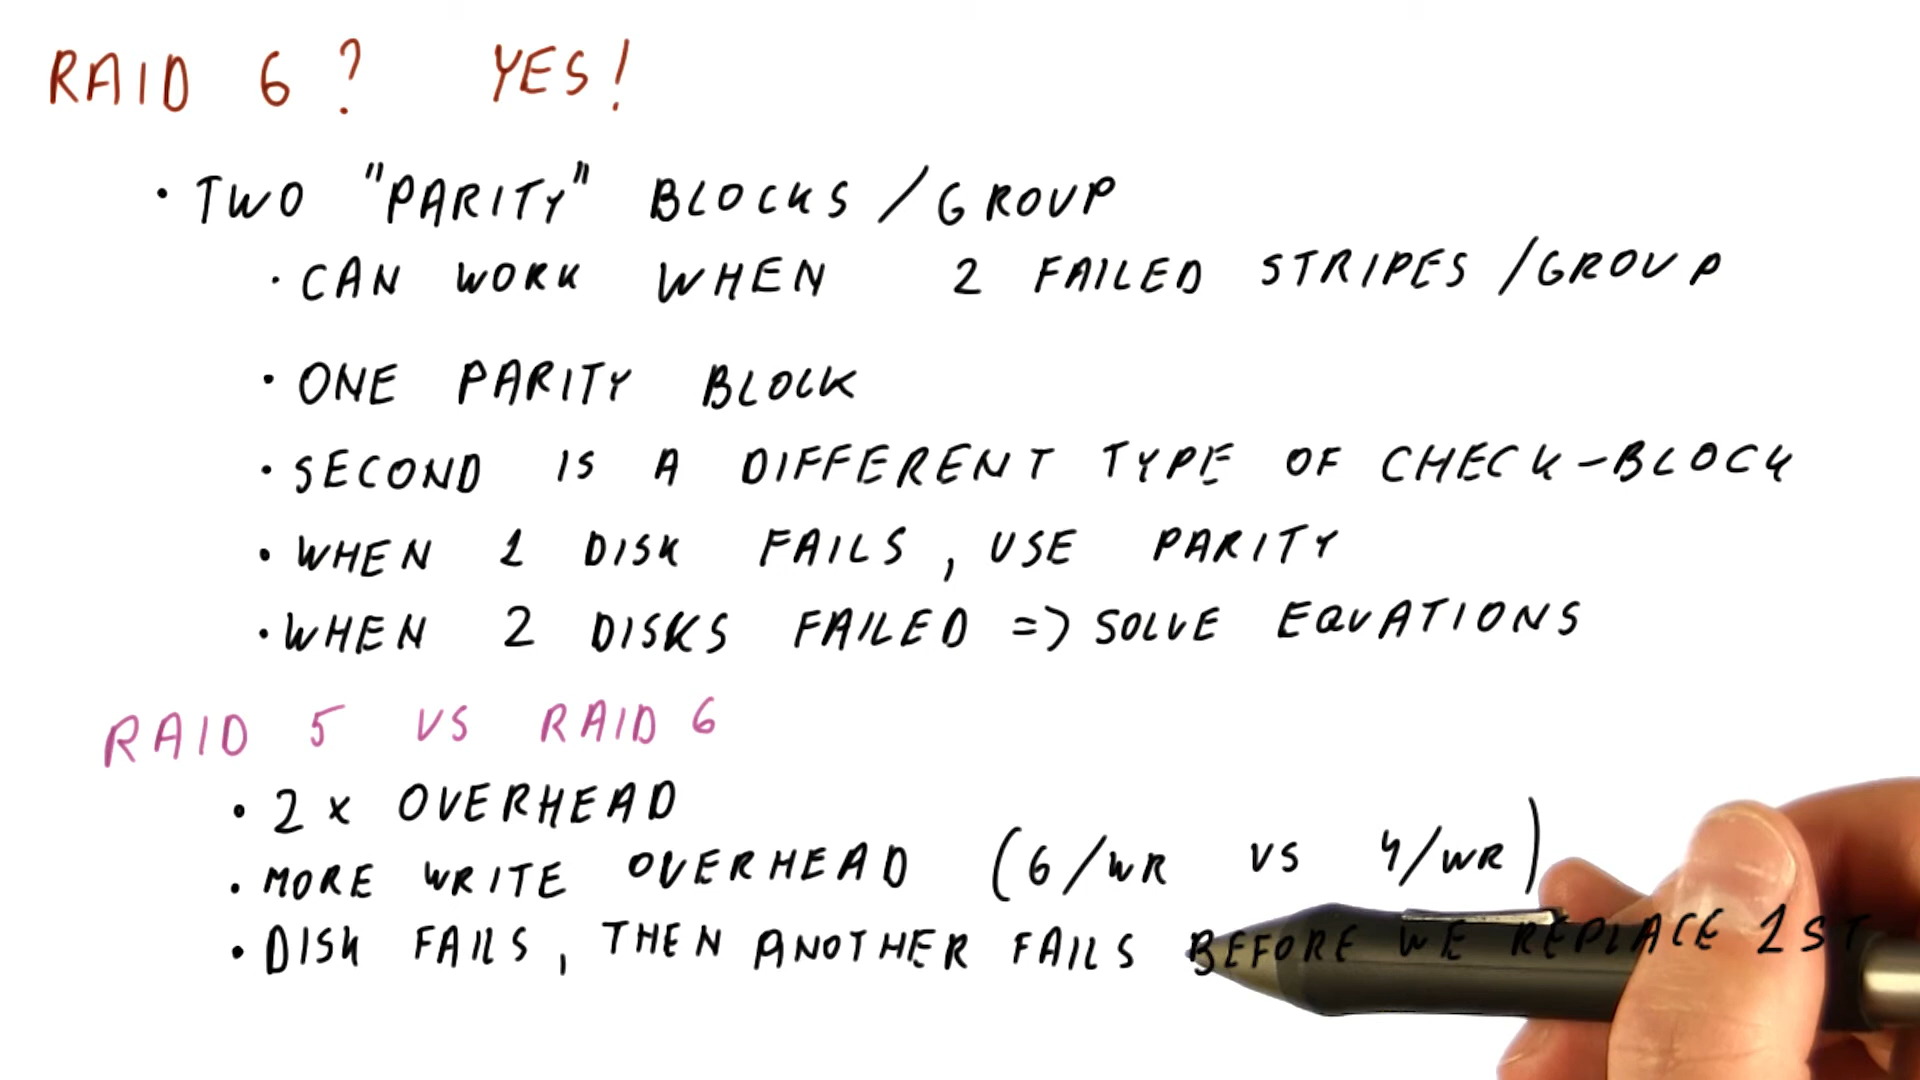 RAID 6? YES!
• TWO "PARITY" BLOCKS/GROUP
• CAN WORK WHEN 2 FAILED STRIPES/GROUP
• ONE PARITY BLOCK
• SECOND IS A DIFFERENT TYPE OF CHECK-BLOCK
• WHEN 1 DISK FAILS, USE PARITY
• WHEN 2 DISKS FAILED => SOLVE EQUATIONS
RAID 5 VS RAID 6
• 2x OVERHEAD
• MORE WRITE OVERHEAD (6/WR VS 4/WR)
• DISK FAILS, THEN ANOTHER FAILS BEFORE WE REPLACE 1ST